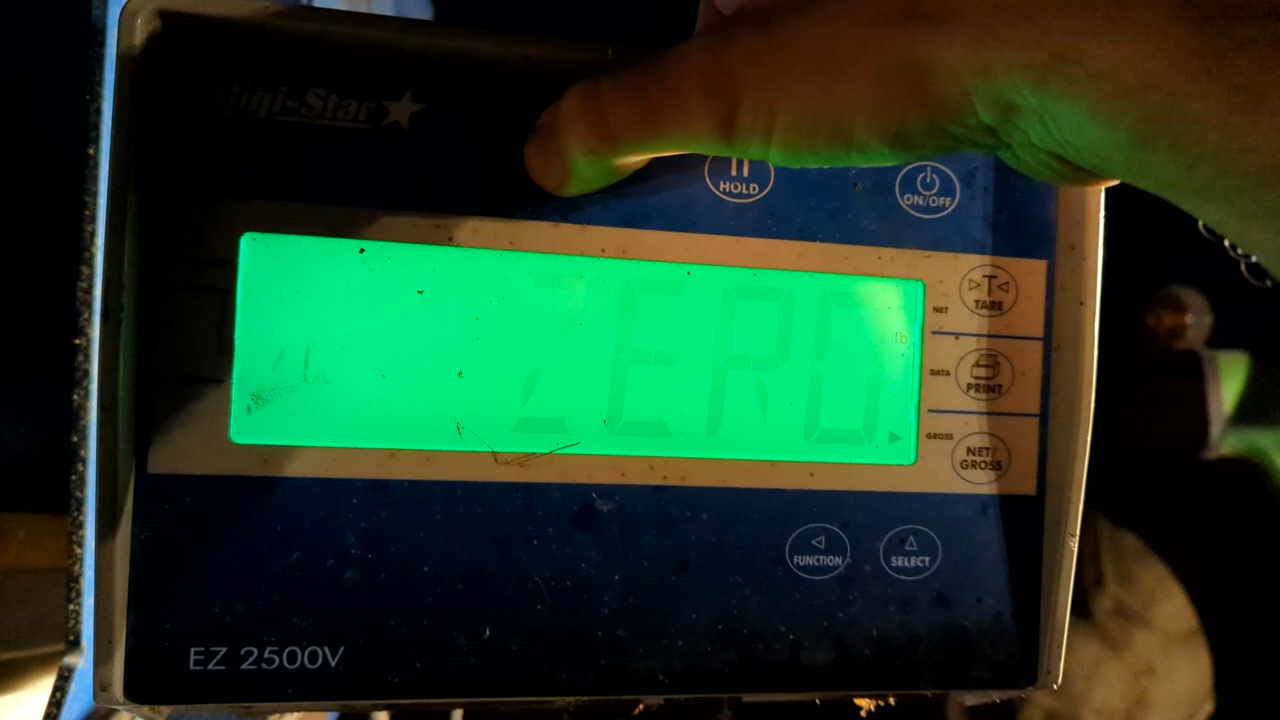 Digi-Star
HOLD
ON/OFF
TARE
NET
ZERO
lb
DATA
PRINT
GROSS
NET/
GROSS
FUNCTION
SELECT
EZ 2500V